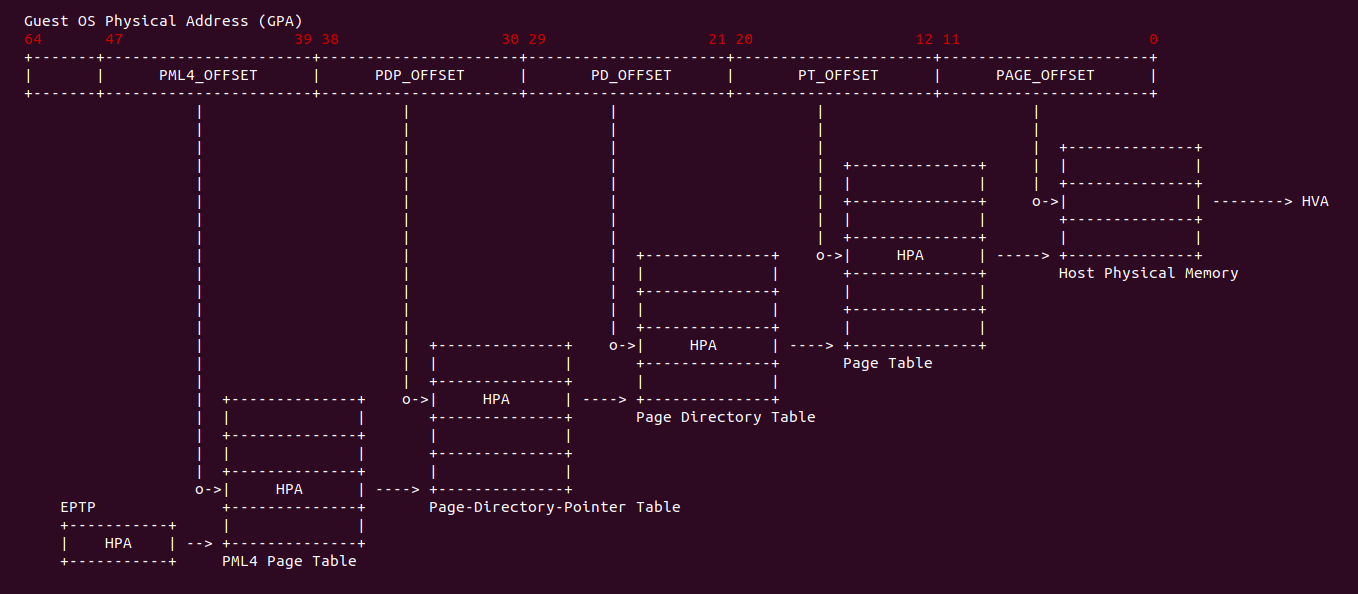 Guest OS Physical Address (GPA)
64 47 39 38 30 29 21 20 12 11 0
PML4_OFFSET PDP_OFFSET PD_OFFSET PT_OFFSET PAGE_OFFSET
o->| | --------> HVA
o->| HPA | ----->
Host Physical Memory
o->| HPA | ---->
Page Table
o->| HPA | ---->
Page Directory Table
o->| HPA | ---->
EPTP Page-Directory-Pointer Table
| HPA | -->
PML4 Page Table